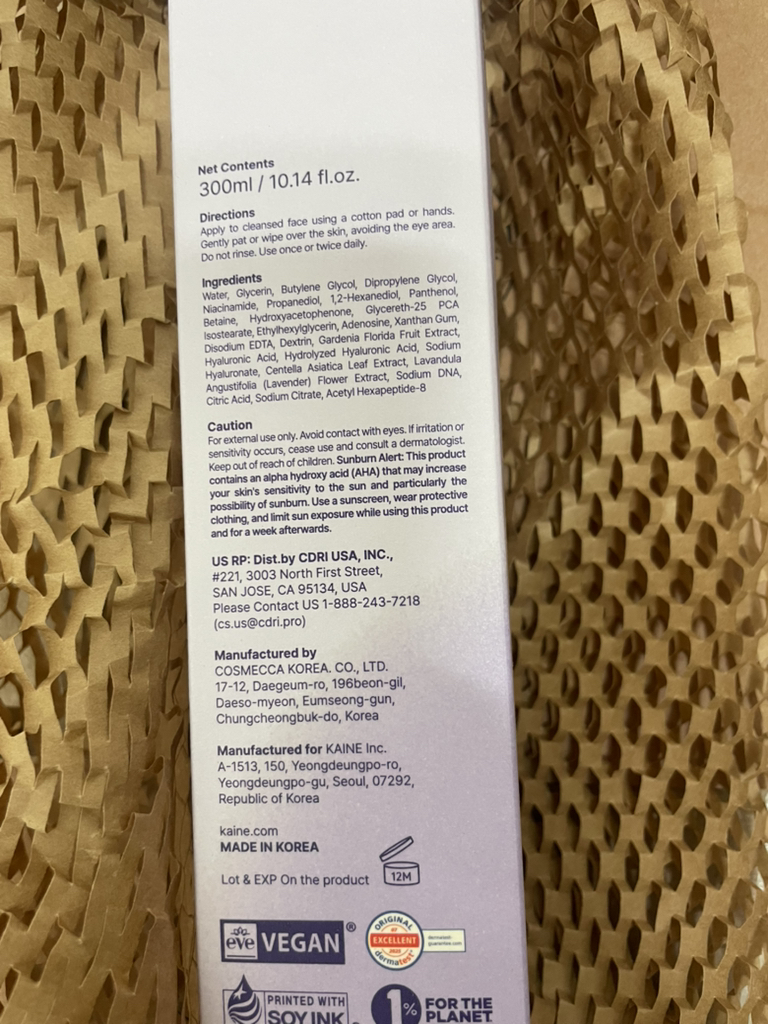 Net Contents
300ml / 10.14 fl.oz.
Directions
Apply to cleansed face using a cotton pad or hands.
Gently pat or wipe over the skin, avoiding the eye area.
Do not rinse. Use once or twice daily.
Ingredients
Water, Glycerin, Butylene Glycol, Dipropylene Glycol,
Niacinamide, Propanediol, 1,2-Hexanediol, Panthenol,
Betaine, Hydroxyacetophenone, Glycereth-25 PCA
Isostearate, Ethylhexylglycerin, Adenosine, Xanthan Gum,
Disodium EDTA, Dextrin, Gardenia Florida Fruit Extract,
Hyaluronic Acid, Hydrolyzed Hyaluronic Acid, Sodium
Hyaluronate, Centella Asiatica Leaf Extract, Lavandula
Angustifolia (Lavender) Flower Extract, Sodium DNA,
Citric Acid, Sodium Citrate, Acetyl Hexapeptide-8
Caution
For external use only. Avoid contact with eyes. If irritation or
sensitivity occurs, cease use and consult a dermatologist.
Keep out of reach of children. Sunburn Alert: This product
contains an alpha hydroxy acid (AHA) that may increase
your skin's sensitivity to the sun and particularly the
possibility of sunburn. Use a sunscreen, wear protective
clothing, and limit sun exposure while using this product
and for a week afterwards.
US RP: Dist.by CDRI USA, INC.,
#221, 3003 North First Street,
SAN JOSE, CA 95134, USA
Please Contact US 1-888-243-7218
(cs.us@cdri.pro)
Manufactured by
COSMECCA KOREA. CO., LTD.
17-12, Daegeum-ro, 196beon-gil,
Daeso-myeon, Eumseong-gun,
Chungcheongbuk-do, Korea
Manufactured for KAINE Inc.
A-1513, 150, Yeongdeungpo-ro,
Yeongdeungpo-gu, Seoul, 07292,
Republic of Korea
kaine.com
MADE IN KOREA
Lot & EXP On the product
12M
eve VEGAN®
ORIGINAL
EXCELLENT
dermatest
dermatest-
guarantee.com
PRINTED WITH
SOY INK
1% FOR THE
PLANET